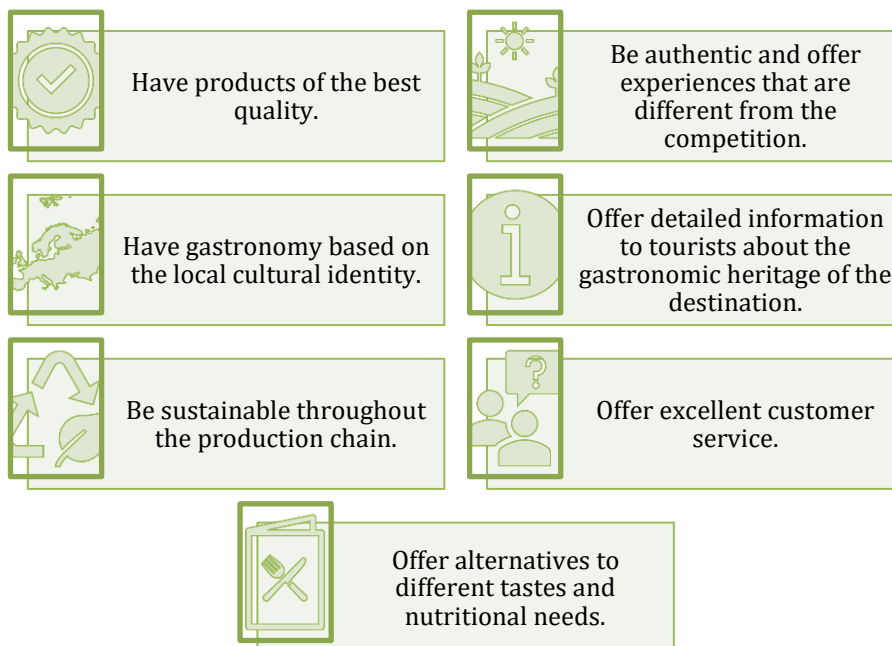 Have products of the best
quality.
Be authentic and offer
experiences that are
different from the
competition.
Have gastronomy based on
the local cultural identity.
Offer detailed information
to tourists about the
gastronomic heritage of the
destination.
Be sustainable throughout
the production chain.
?
Offer excellent customer
service.
Offer alternatives to
different tastes and
nutritional needs.